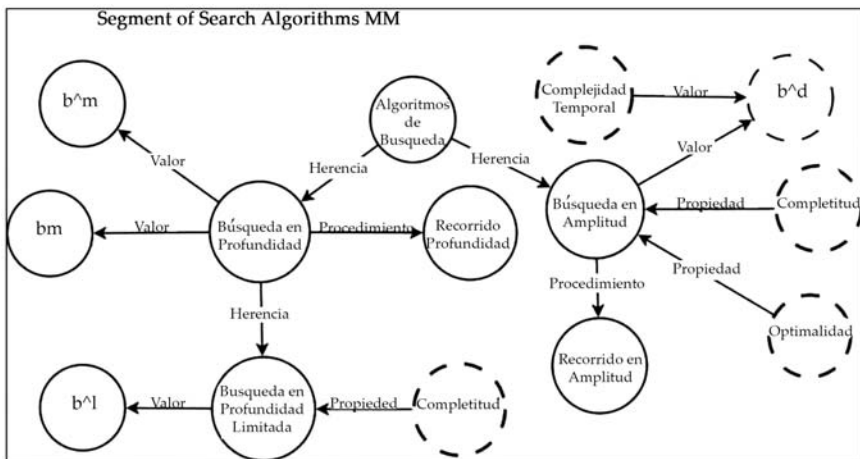 Segment of Search Algorithms MM
b^m
Algoritmos
de
Busqueda
Complejidad
Temporal
Valor
b^d
Valor
Herencia
Herencia
Valor
bm
Valor
Búsqueda en
Profundidad
Procedimiento
Recorrido
Profundidad
Búsqueda en
Amplitud
Propiedad
Completitud
Propiedad
Procedimiento
Herencia
Optimalidad
Recorrido en
Amplitud
b^l
Valor
Busqueda en
Profundidad
Limitada
Propieded
Completitud